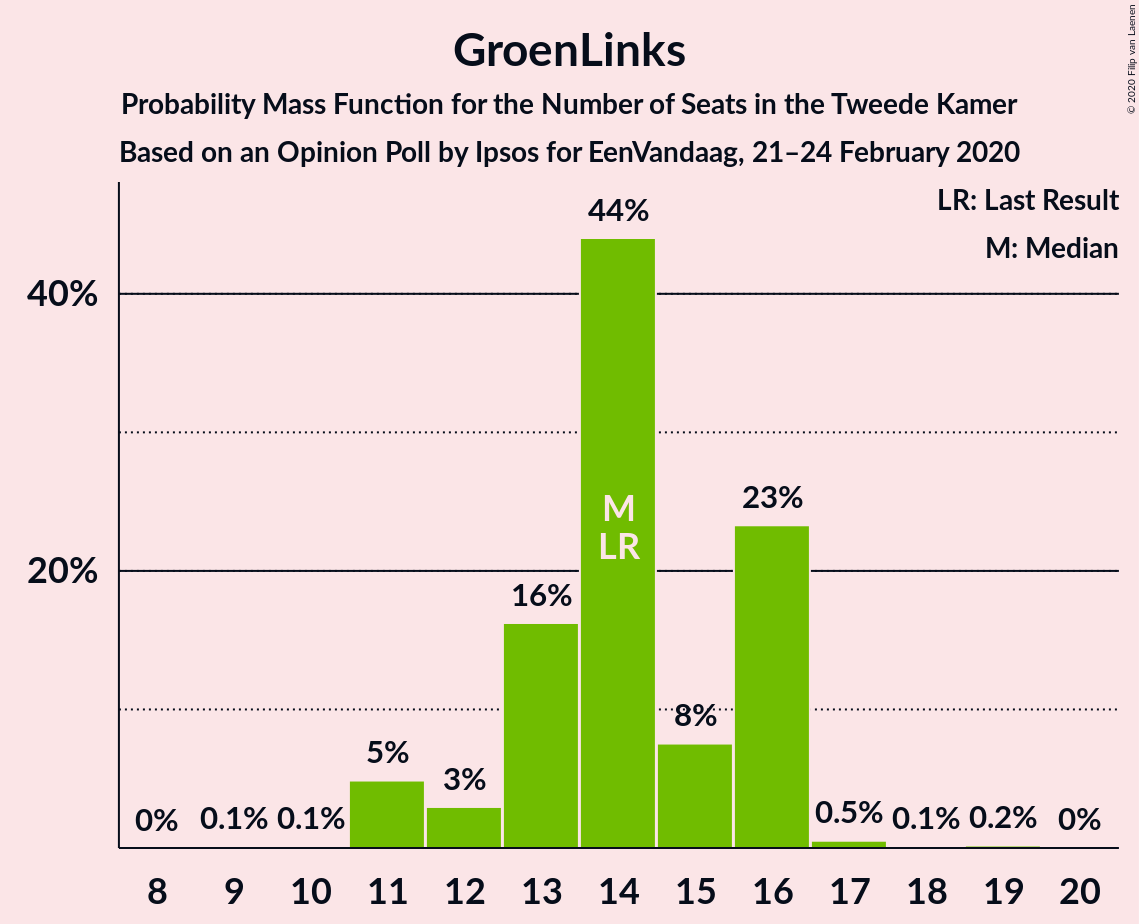 GroenLinks
Probability Mass Function for the Number of Seats in the Tweede Kamer
Based on an Opinion Poll by Ipsos for EenVandaag, 21–24 February 2020
© 2020 Filip van Laenen
LR: Last Result
M: Median
40%
20%
0%
0.1%
0.1%
5%
3%
16%
44%
M
LR
8%
23%
0.5%
0.1%
0.2%
0%
8 9 10 11 12 13 14 15 16 17 18 19 20